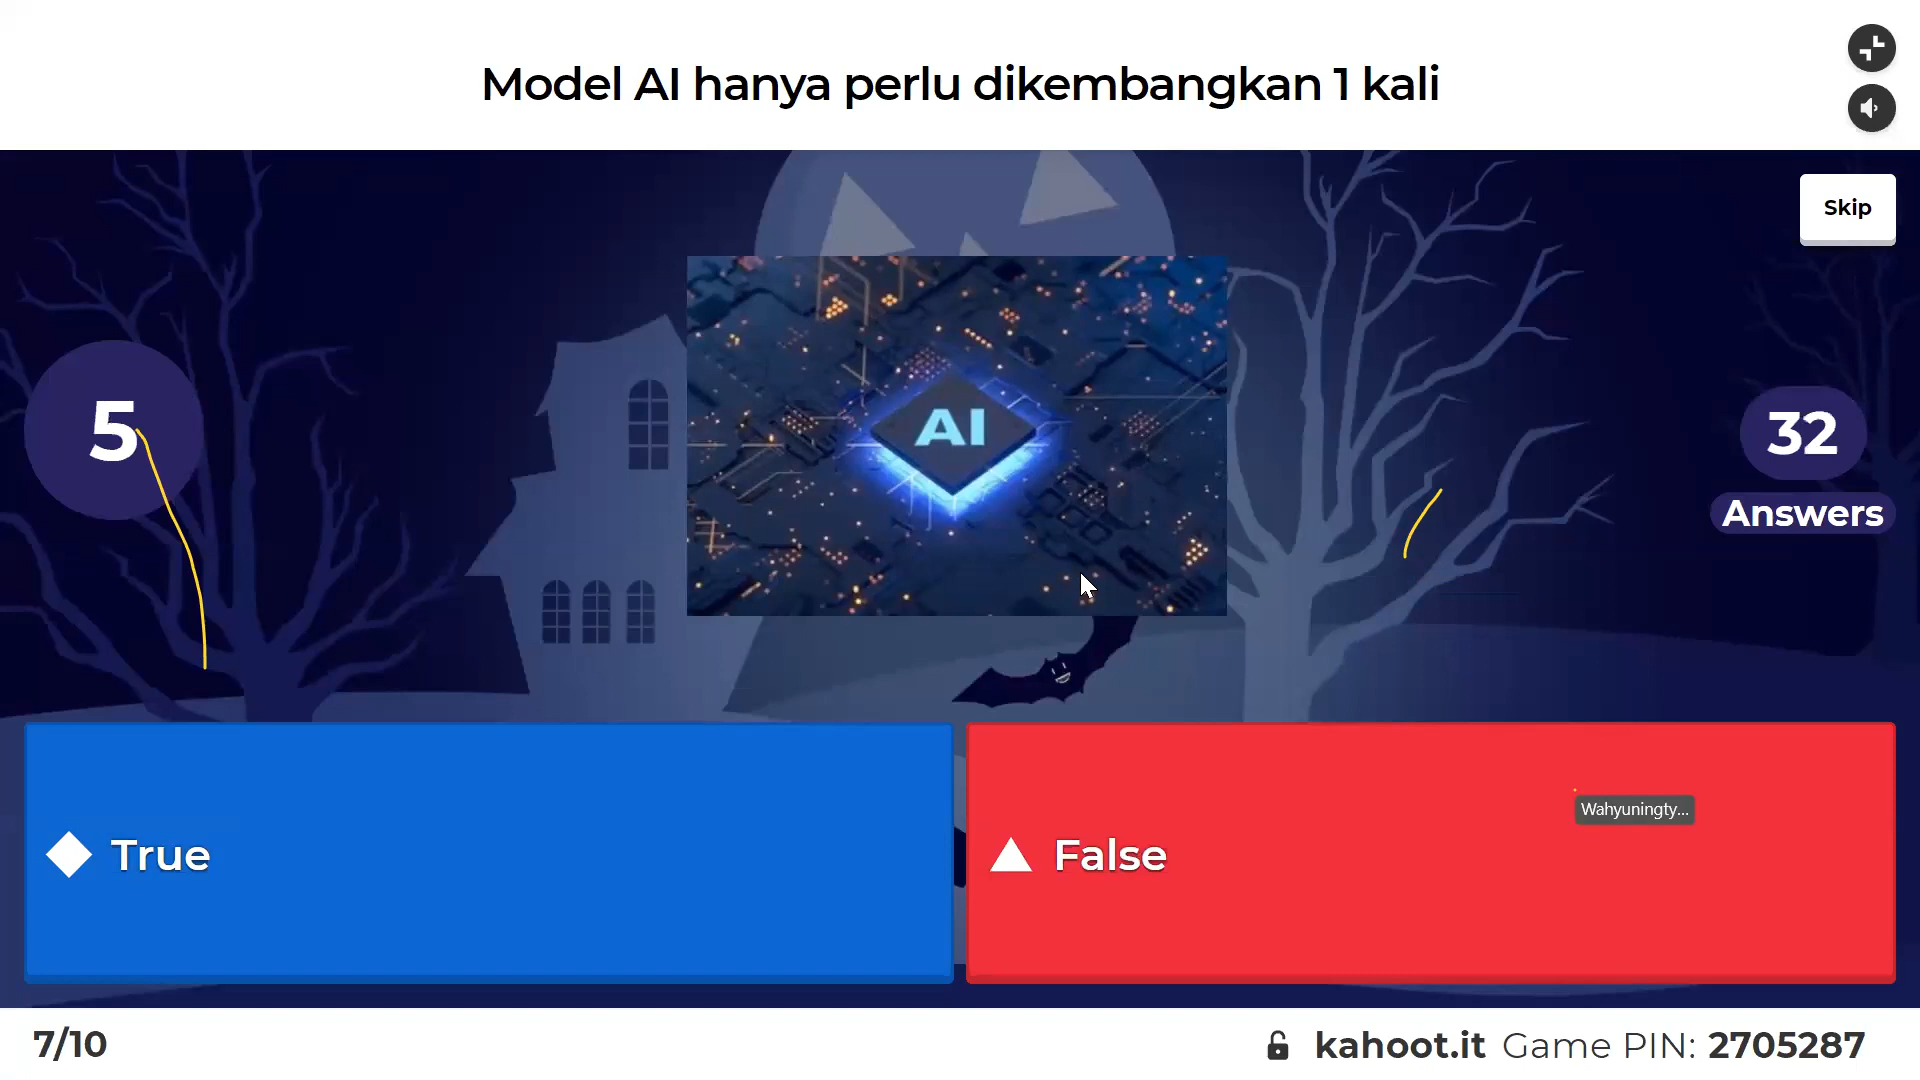 Model AI hanya perlu dikembangkan 1 kali
Skip
5
AI
32
Answers
True
False
Wahyuningty...
7/10
kahoot.it Game PIN: 2705287